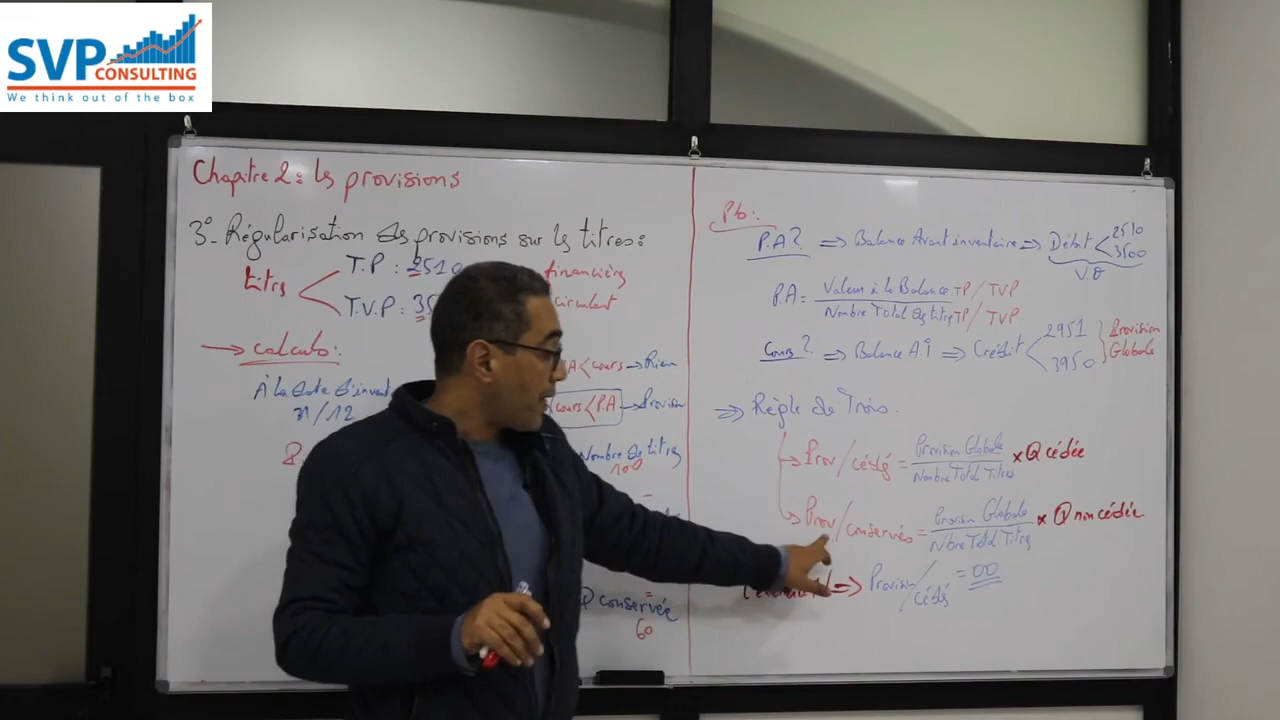 SVP
CONSULTING
We think out of the box
Chapitre 2: les provisions
3°- Régularisation des provisions sur les titres:
titres
T.P : 2510
financiers
T.V.P : 35
circulant
→ calculs:
À la date d'invent
31/12
A < cours → Rien
cours < P.A → Provision
Nombre de titres
100
=
Q conservée
60
Pb:
P.A? ⇒ Balance Avant inventaire ⇒ Débit < 2510
3500
V.O
P.A = Valeur à la Balance TP / TVP
Nombre Total des titres TP / TVP
Cours? ⇒ Balance A.I ⇒ Crédit < 2951
3950
} Provision Globale
⇒ Règle de Trois.
Prov/cédés = Provision Globale × Q cédée
Nombre Total Titres
Prov/conservés = Provision Globale × Q non cédée
Nbre Total Titres
⇒ Provision/cédés = 00